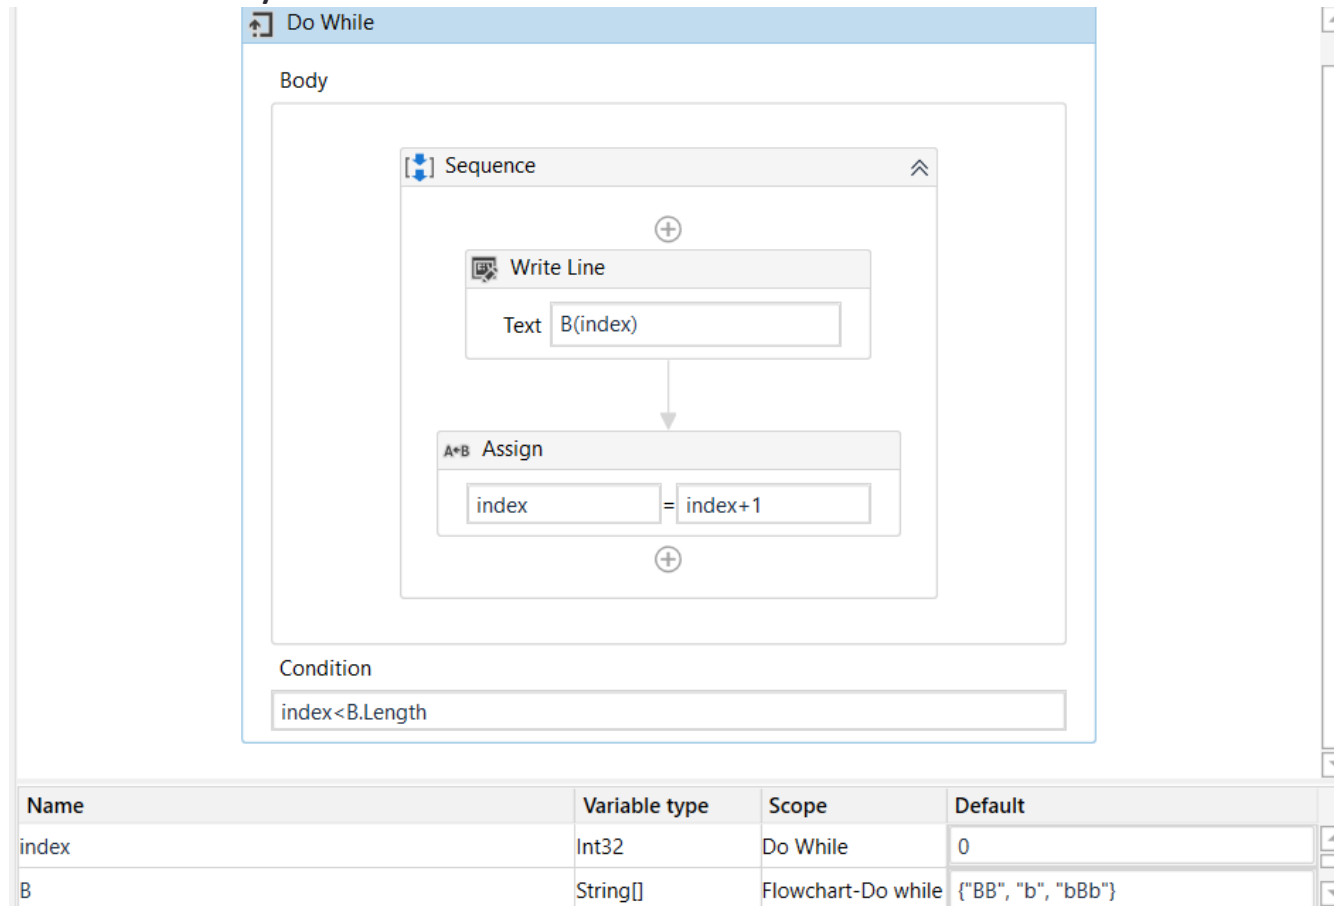 Do While
Body
Sequence
Write Line
Text B(index)
A←B Assign
index = index+1
Condition
index<B.Length
Name Variable type Scope Default
index Int32 Do While 0
B String[] Flowchart-Do while {"BB", "b", "bBb"}